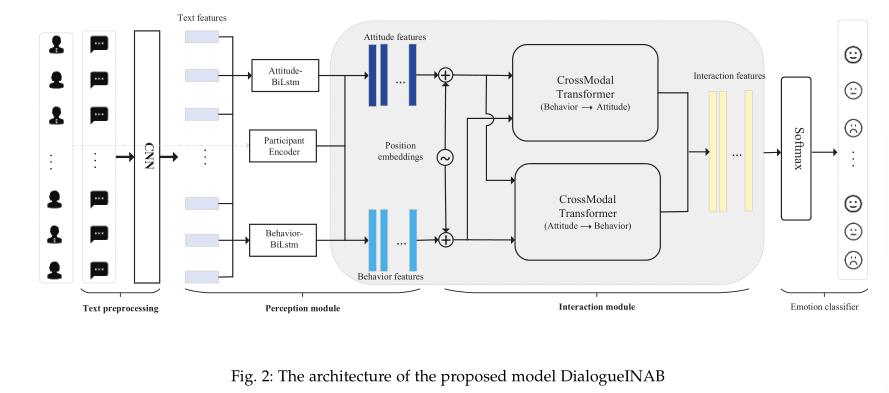 Text features
CNN
Attitude-
BiLstm
Participant
Encoder
Behavior-
BiLstm
Attitude features
Position
embeddings
Behavior features
CrossModal
Transformer
(Behavior → Attitude)
CrossModal
Transformer
(Attitude → Behavior)
Interaction features
Softmax
Text preprocessing
Perception module
Interaction module
Emotion classifier
Fig. 2: The architecture of the proposed model DialogueINAB